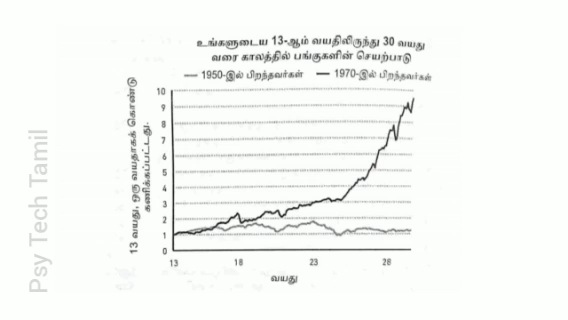 உங்களுடைய 13-ஆம் வயதிலிருந்து 30 வயது
வரை காலத்தில் பங்குகளின் செயற்பாடு
1950-இல் பிறந்தவர்கள் 1970-இல் பிறந்தவர்கள்
13 வயது, ஒரு வயதாகக் கொண்டு
கணிக்கப்பட்டது.
10
9
8
7
6
5
4
3
2
1
0
13 18 23 28
வயது
Psy Tech Tamil